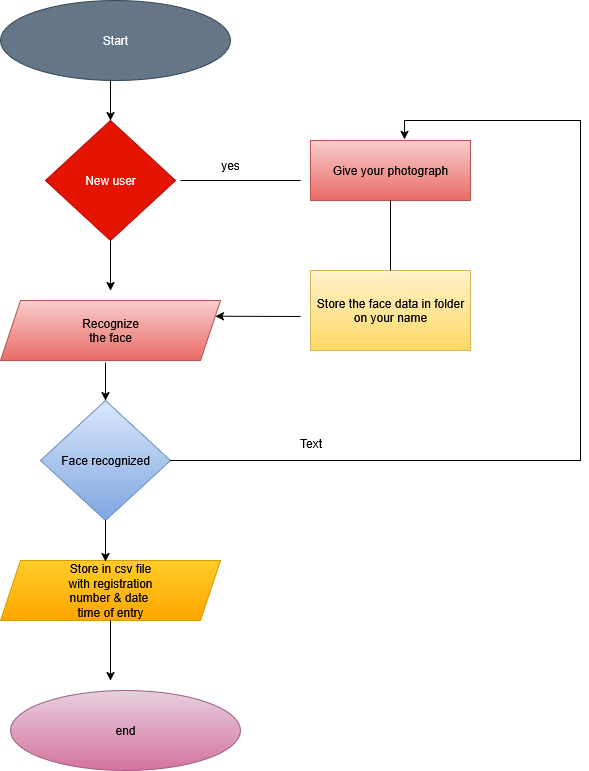 Start
New user
yes
Give your photograph
Store the face data in folder
on your name
Recognize
the face
Face recognized
Text
Store in csv file
with registration
number & date
time of entry
end